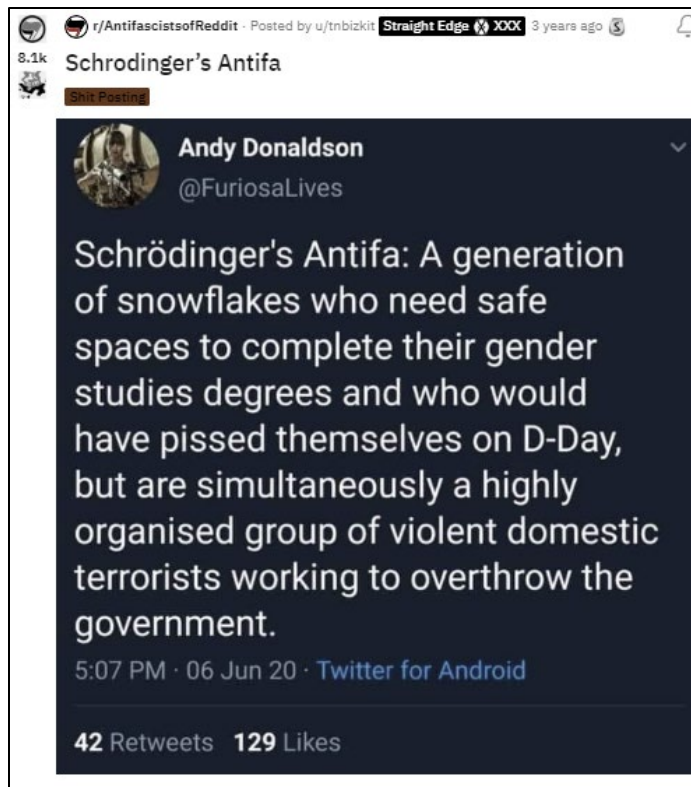 r/AntifascistsofReddit · Posted by u/tnbizkit Straight Edge XXX 3 years ago
8.1k
Schrodinger's Antifa
Shit Posting
Andy Donaldson
@FuriosaLives
Schrödinger's Antifa: A generation
of snowflakes who need safe
spaces to complete their gender
studies degrees and who would
have pissed themselves on D-Day,
but are simultaneously a highly
organised group of violent domestic
terrorists working to overthrow the
government.
5:07 PM · 06 Jun 20 · Twitter for Android
42 Retweets 129 Likes